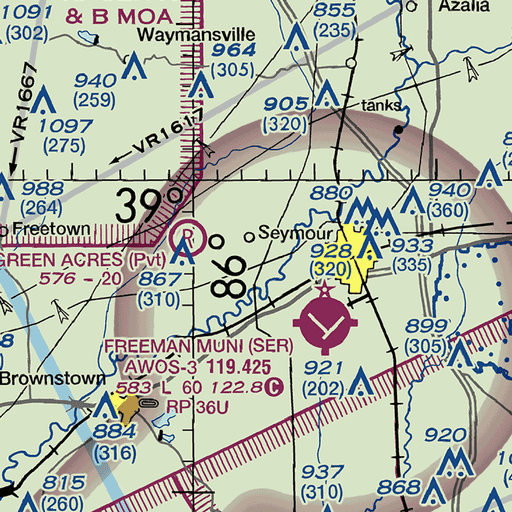 1091
(302)
& B MOA
Waymansville
855
(235)
Azalia
964
(305)
940
(259)
905
(320)
tanks
1097
(275)
VR1667
VR1617
988
(264)
39°
880
940
(360)
Freetown
R
Seymour
928
(320)
933
(335)
GREEN ACRES (Pvt)
576 - 20
867
(310)
86°
899
(305)
FREEMAN MUNI (SER)
AWOS-3 119.425
583 L 60 122.8 C
RP 36U
921
(202)
Brownstown
884
(316)
920
937
(310)
868
815
(260)